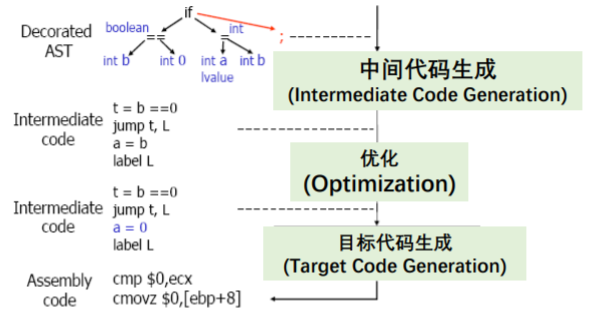 if
Decorated
AST
boolean
==
int
=
;
int b
int 0
int a
int b
lvalue
中间代码生成
(Intermediate Code Generation)
Intermediate
code
t = b ==0
jump t, L
a = b
label L
优化
(Optimization)
Intermediate
code
t = b ==0
jump t, L
a = 0
label L
目标代码生成
(Target Code Generation)
Assembly
code
cmp $0,ecx
cmovz $0,[ebp+8]